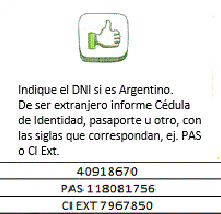 Indique el DNI si es Argentino.
De ser extranjero informe Cédula
de Identidad, pasaporte u otro, con
las siglas que correspondan, ej. PAS
o CI Ext.
40918670
PAS 118081756
CI EXT 7967850